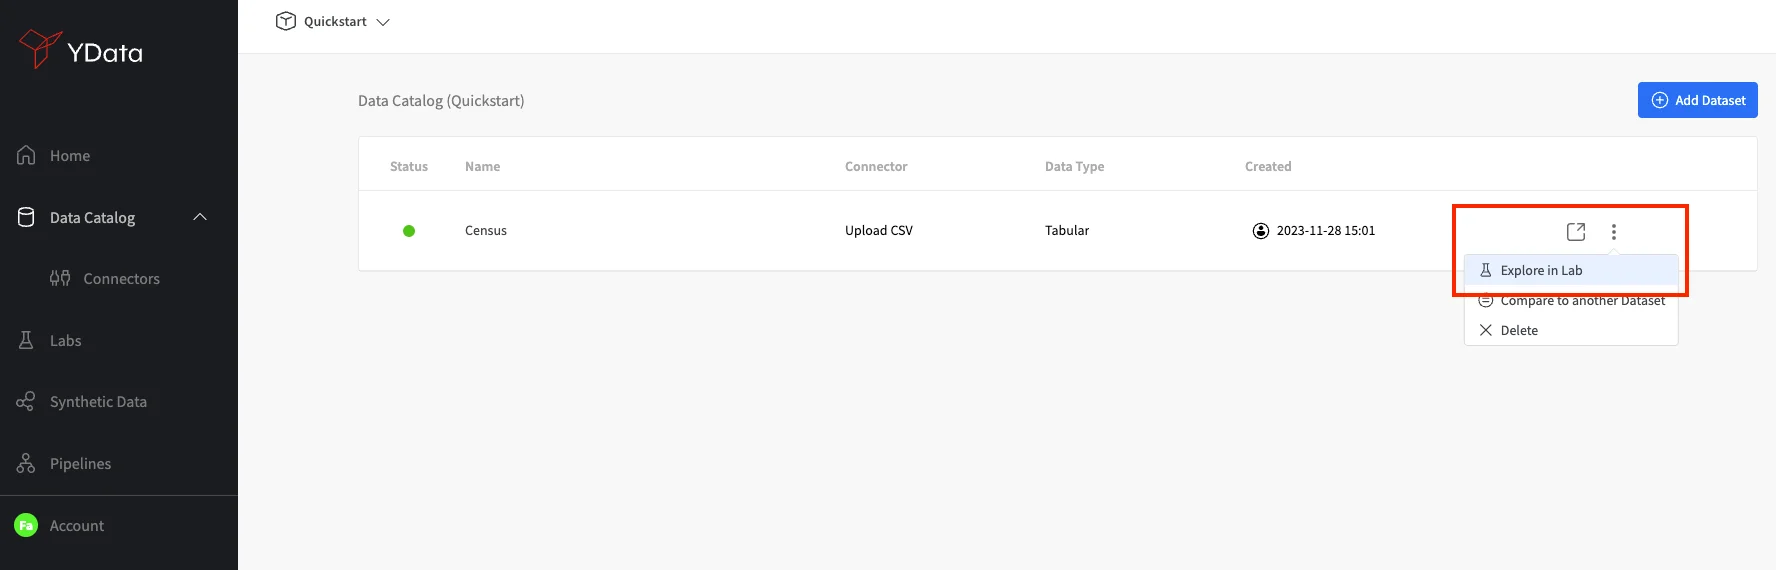 Quickstart
YData
Data Catalog (Quickstart)
Add Dataset
Status Name Connector Data Type Created
Census Upload CSV Tabular 2023-11-28 15:01
Explore in Lab
Compare to another Dataset
Delete
Home
Data Catalog
Connectors
Labs
Synthetic Data
Pipelines
Fa Account